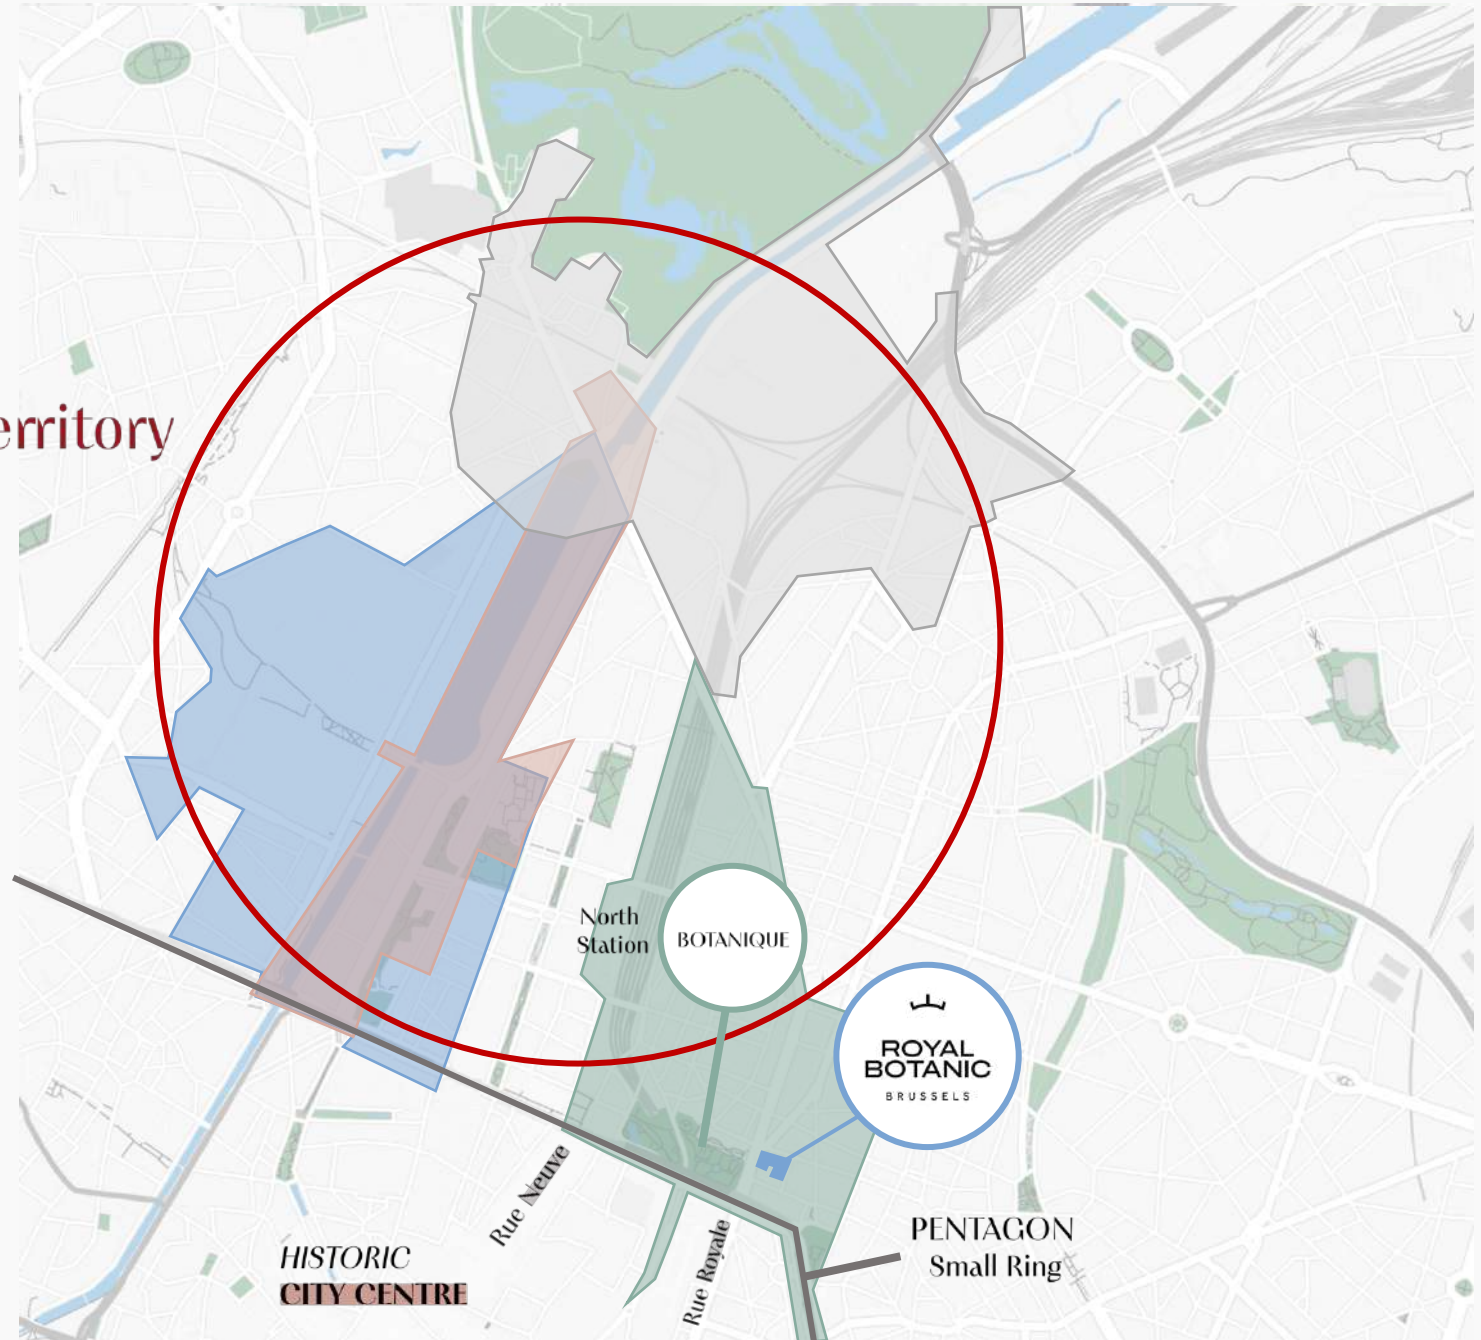 erritory
North
Station
BOTANIQUE
ROYAL
BOTANIC
BRUSSELS
Rue Neuve
Rue Royale
PENTAGON
Small Ring
HISTORIC
CITY CENTRE